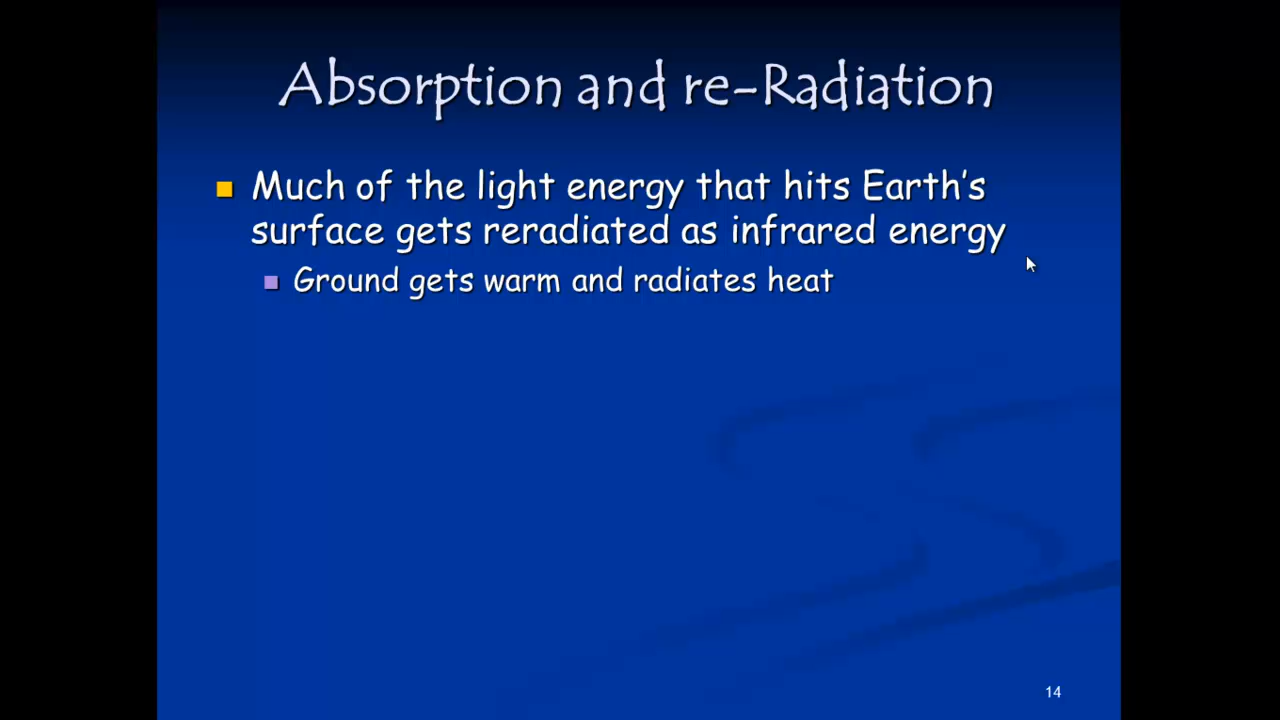 Absorption and re-Radiation
Much of the light energy that hits Earth's
surface gets reradiated as infrared energy
Ground gets warm and radiates heat
14